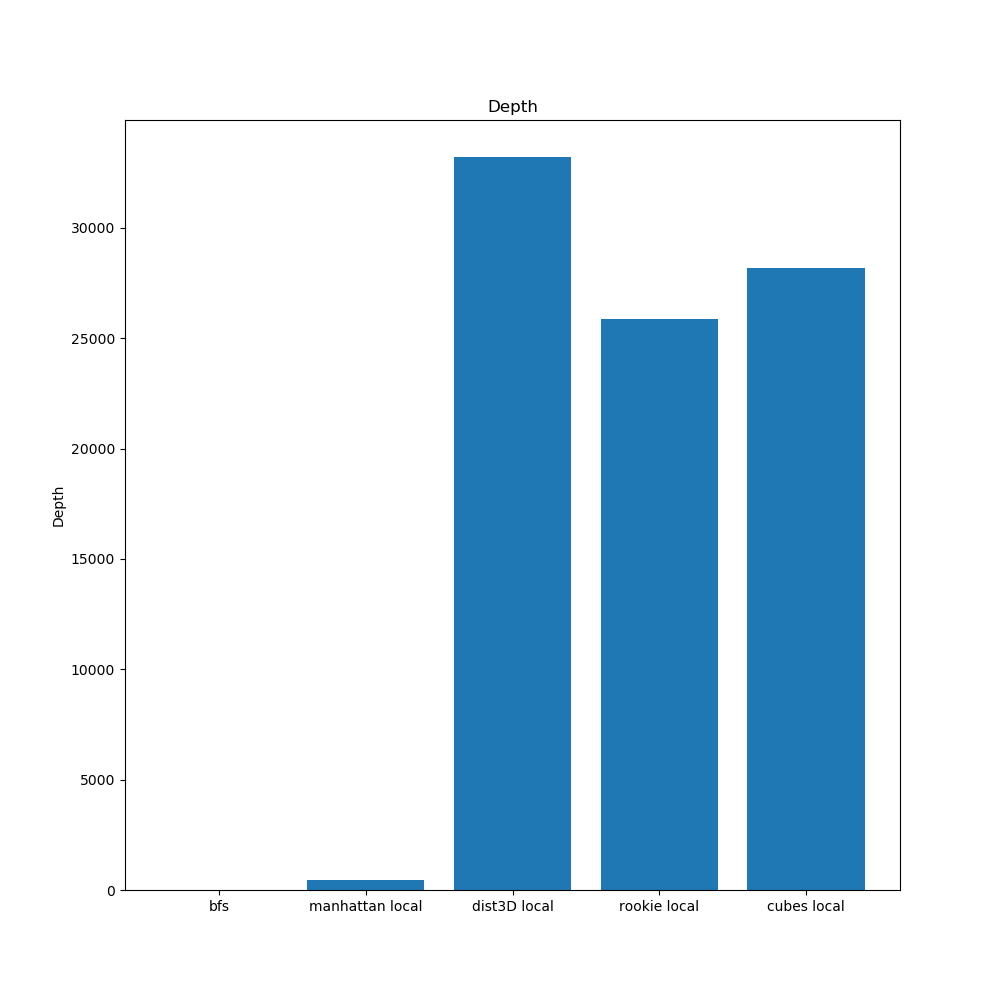 Depth
Depth
30000
25000
20000
15000
10000
5000
0
bfs
manhattan local
dist3D local
rookie local
cubes local